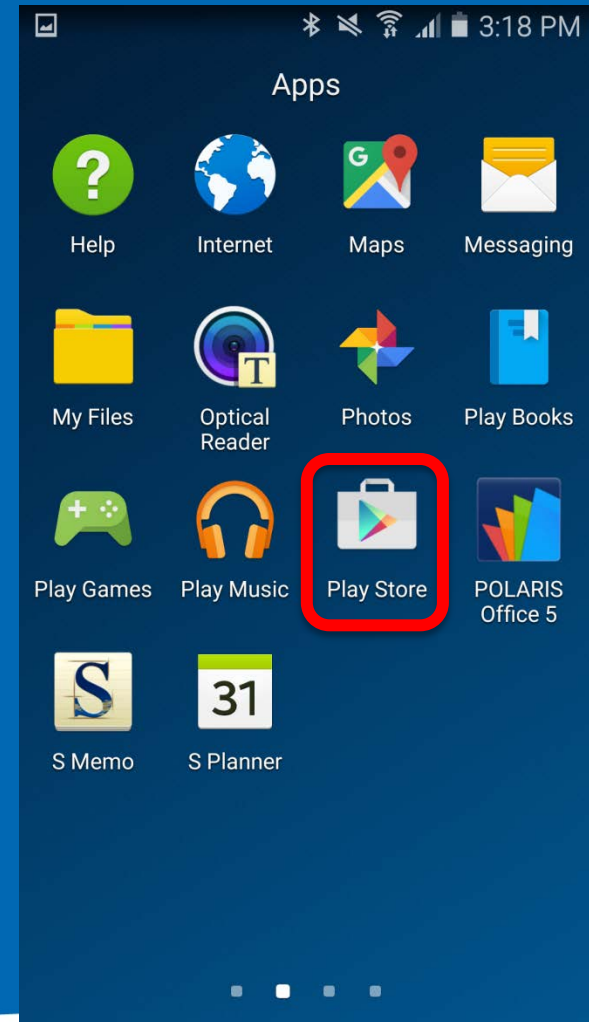 3:18 PM
Apps
?
G
Help
Internet
Maps
Messaging
T
My Files
Optical
Reader
Photos
Play Books
Play Games
Play Music
Play Store
POLARIS
Office 5
S
31
S Memo
S Planner